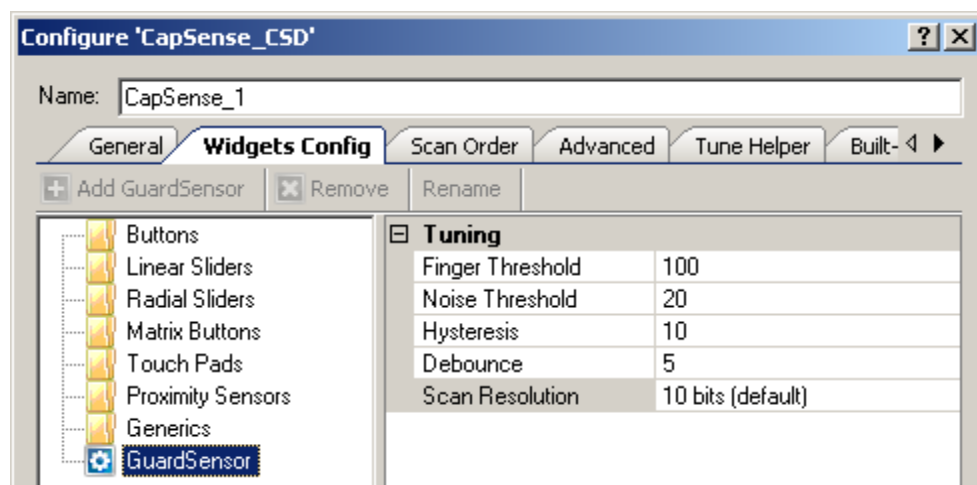 Configure 'CapSense_CSD'
Name: CapSense_1
General Widgets Config Scan Order Advanced Tune Helper Built-
Add GuardSensor Remove Rename
Buttons
Linear Sliders
Radial Sliders
Matrix Buttons
Touch Pads
Proximity Sensors
Generics
GuardSensor
Tuning
Finger Threshold 100
Noise Threshold 20
Hysteresis 10
Debounce 5
Scan Resolution 10 bits (default)